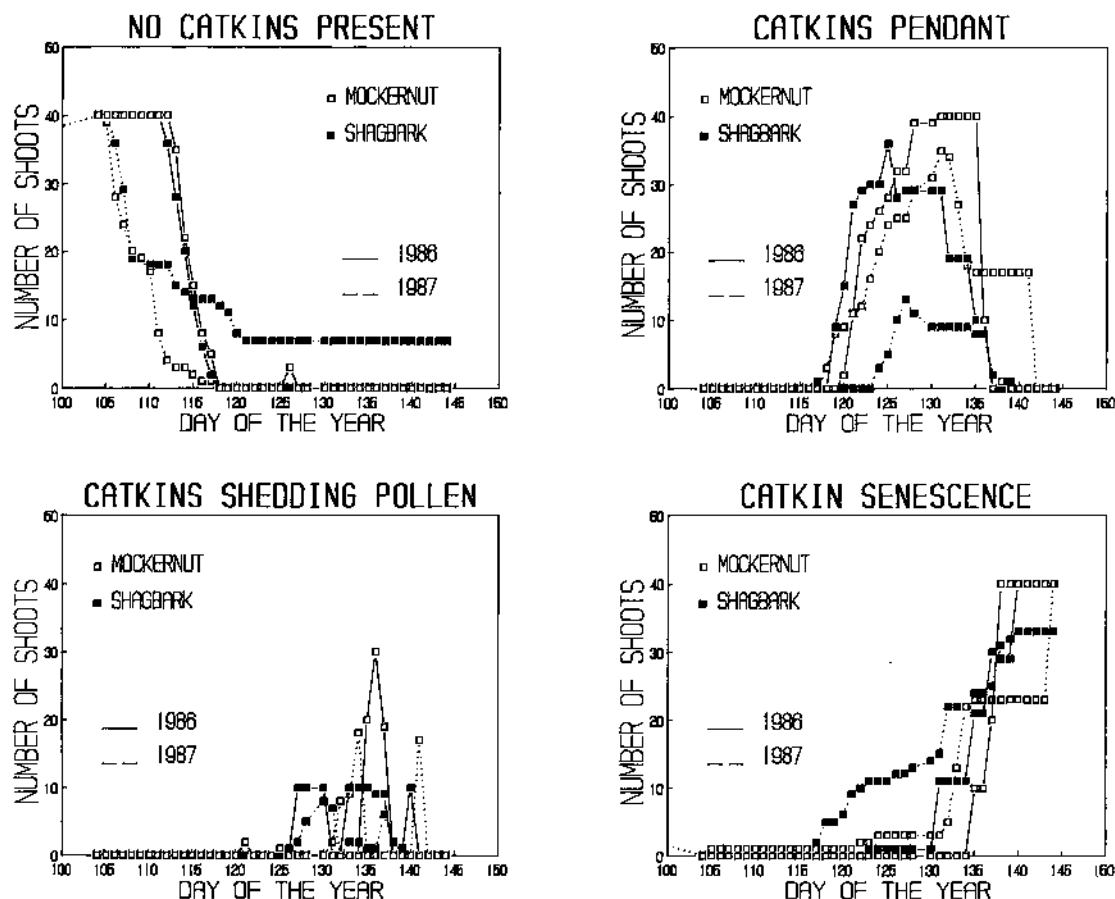 NO CATKINS PRESENT
50
40
30
20
10
0
NUMBER OF SHOOTS
MOCKERNUT
SHAGBARK
1986
1987
100 105 110 115 120 125 130 135 140 145 150
DAY OF THE YEAR
CATKINS PENDANT
50
40
30
20
10
0
NUMBER OF SHOOTS
MOCKERNUT
SHAGBARK
1986
1987
100 105 110 115 120 125 130 135 140 145 150
DAY OF THE YEAR
CATKINS SHEDDING POLLEN
50
40
30
20
10
0
NUMBER OF SHOOTS
MOCKERNUT
SHAGBARK
1986
1987
100 105 110 115 120 125 130 135 140 145 150
DAY OF THE YEAR
CATKIN SENESCENCE
50
40
30
20
10
0
NUMBER OF SHOOTS
MOCKERNUT
SHAGBARK
1986
1987
100 105 110 115 120 125 130 135 140 145 150
DAY OF THE YEAR